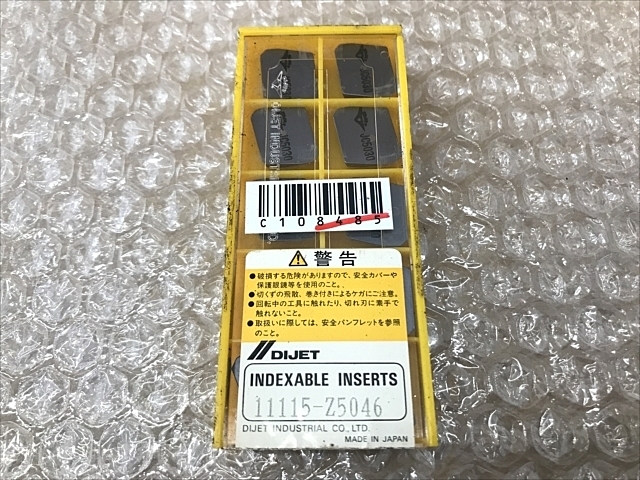 JC5030
JC5030
C108485
警告
●破損する危険がありますので、安全カバーや
保護眼鏡等を使用のこと。
●切くずの飛散、巻き付きによるケガにご注意。
●回転中の工具に触れたり、切れ刃に素手で
触れないこと。
●取扱いに際しては、安全パンフレットを参照
のこと。
DIJET
INDEXABLE INSERTS
11115-Z5046
DIJET INDUSTRIAL CO., LTD.
MADE IN JAPAN